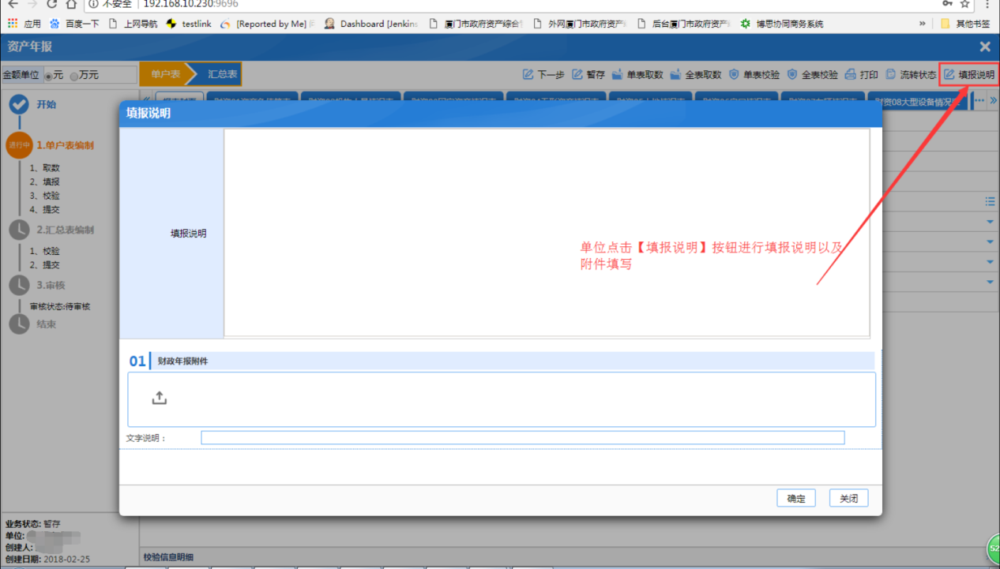 不安全 | 192.168.10.230:9696
应用 百度一下 上网导航 testlink [Reported by Me] Dashboard [Jenkins 厦门市政府资产综合 外网厦门市政府资产 后台厦门市政府资产 博思协同商务系统 » 其他书签
资产年报
金额单位 元 万元 单户表 汇总表 下一步 暂存 单表取数 全表取数 单表校验 全表校验 打印 流转状态 填报说明
财资08大型设备情况
开始
填报说明
进行中 1.单户表编制
1、取数
2、填报
3、校验
4、提交
2.汇总表编制
1、校验
2、提交
3.审核
审核状态:待审核
结束
填报说明
单位点击【填报说明】按钮进行填报说明以及
附件填写
01 财政年报附件
文字说明：
确定 关闭
业务状态: 暂存
单位:
创建人:
创建日期: 2018-02-25
校验信息明细
52